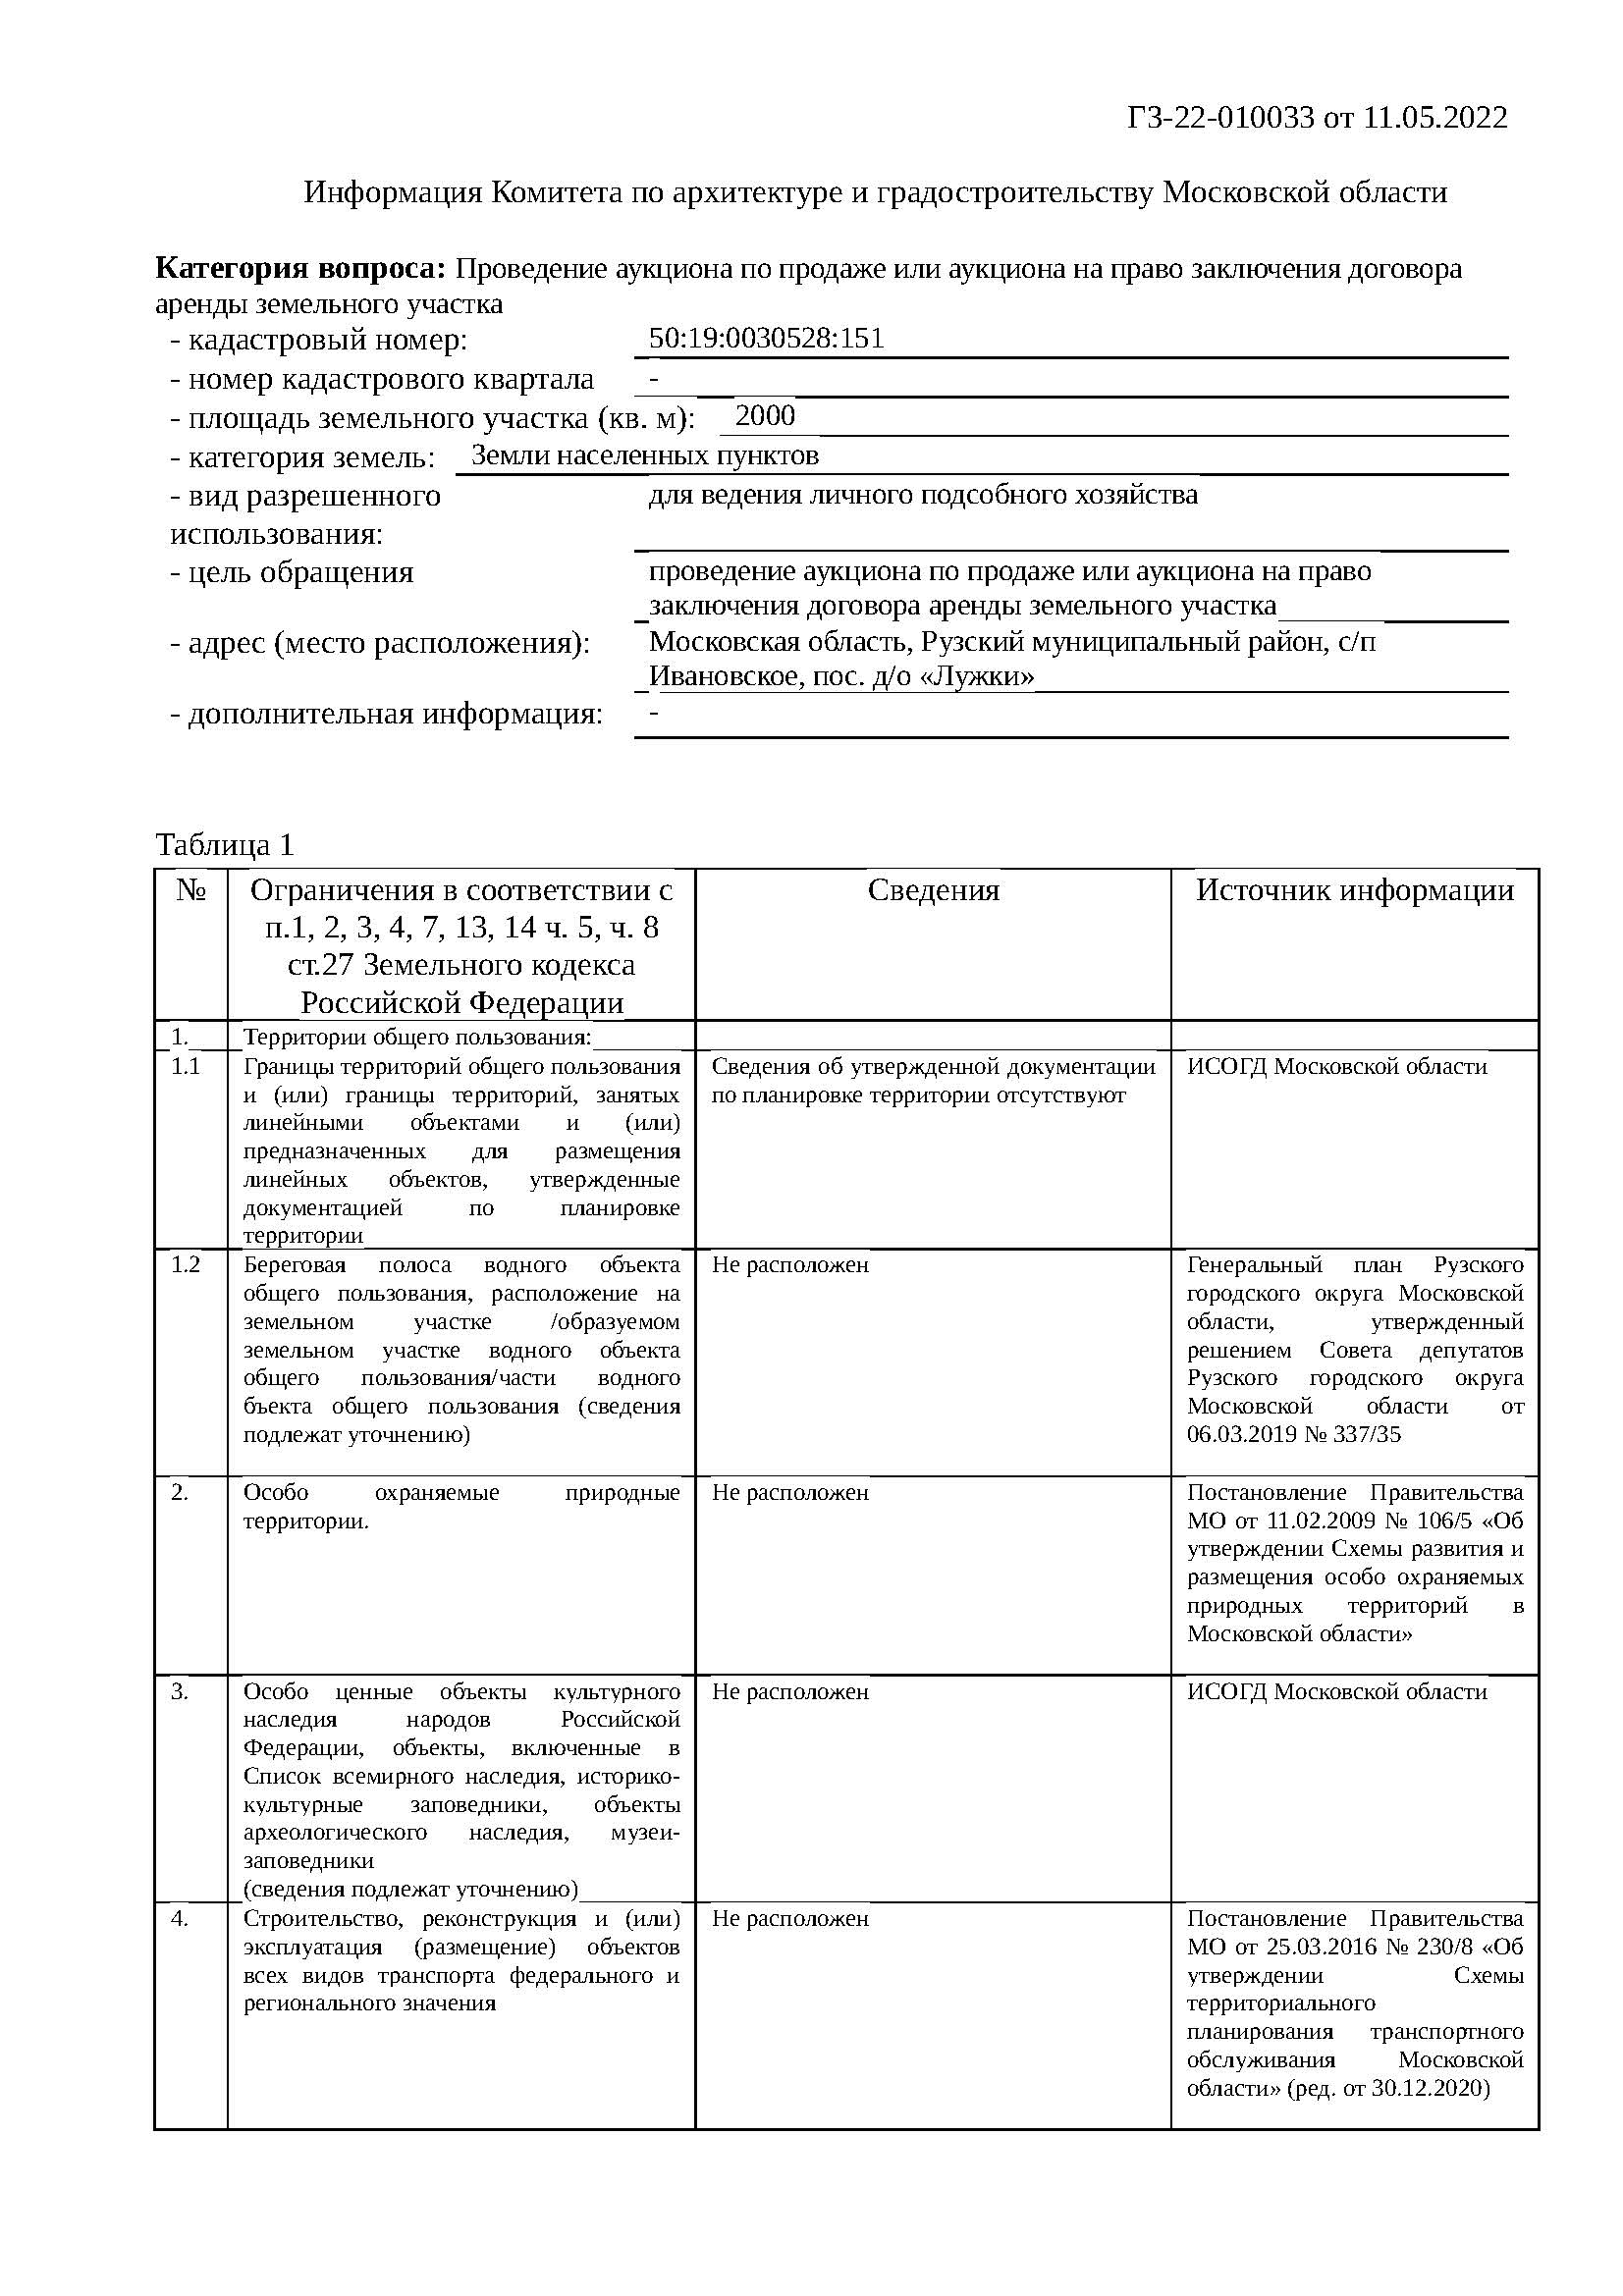 ГЗ-22-010033 от 11.05.2022
Информация Комитета по архитектуре и градостроительству Московской области
Категория вопроса: Проведение аукциона по продаже или аукциона на право заключения договора
аренды земельного участка
- кадастровый номер: 50:19:0030528:151
- номер кадастрового квартала -
- площадь земельного участка (кв. м): 2000
- категория земель: Земли населенных пунктов
- вид разрешенного для ведения личного подсобного хозяйства
использования:
- цель обращения проведение аукциона по продаже или аукциона на право
заключения договора аренды земельного участка
- адрес (место расположения): Московская область, Рузский муниципальный район, с/п
Ивановское, пос. д/о «Лужки»
- дополнительная информация: -
Таблица 1
№ Ограничения в соответствии с Сведения Источник информации
п.1, 2, 3, 4, 7, 13, 14 ч. 5, ч. 8
ст.27 Земельного кодекса
Российской Федерации
1. Территории общего пользования:
1.1 Границы территорий общего пользования Сведения об утвержденной документации ИСОГД Московской области
и (или) границы территорий, занятых по планировке территории отсутствуют
линейными объектами и (или)
предназначенных для размещения
линейных объектов, утвержденные
документацией по планировке
территории
1.2 Береговая полоса водного объекта Не расположен Генеральный план Рузского
общего пользования, расположение на городского округа Московской
земельном участке /образуемом области, утвержденный
земельном участке водного объекта решением Совета депутатов
общего пользования/части водного Рузского городского округа
бъекта общего пользования (сведения Московской области от
подлежат уточнению) 06.03.2019 № 337/35
2. Особо охраняемые природные Не расположен Постановление Правительства
территории. МО от 11.02.2009 № 106/5 «Об
утверждении Схемы развития и
размещения особо охраняемых
природных территорий в
Московской области»
3. Особо ценные объекты культурного Не расположен ИСОГД Московской области
наследия народов Российской
Федерации, объекты, включенные в
Список всемирного наследия, историко-
культурные заповедники, объекты
археологического наследия, музеи-
заповедники
(сведения подлежат уточнению)
4. Строительство, реконструкция и (или) Не расположен Постановление Правительства
эксплуатация (размещение) объектов МО от 25.03.2016 № 230/8 «Об
всех видов транспорта федерального и утверждении Схемы
регионального значения территориального
планирования транспортного
обслуживания Московской
области» (ред. от 30.12.2020)